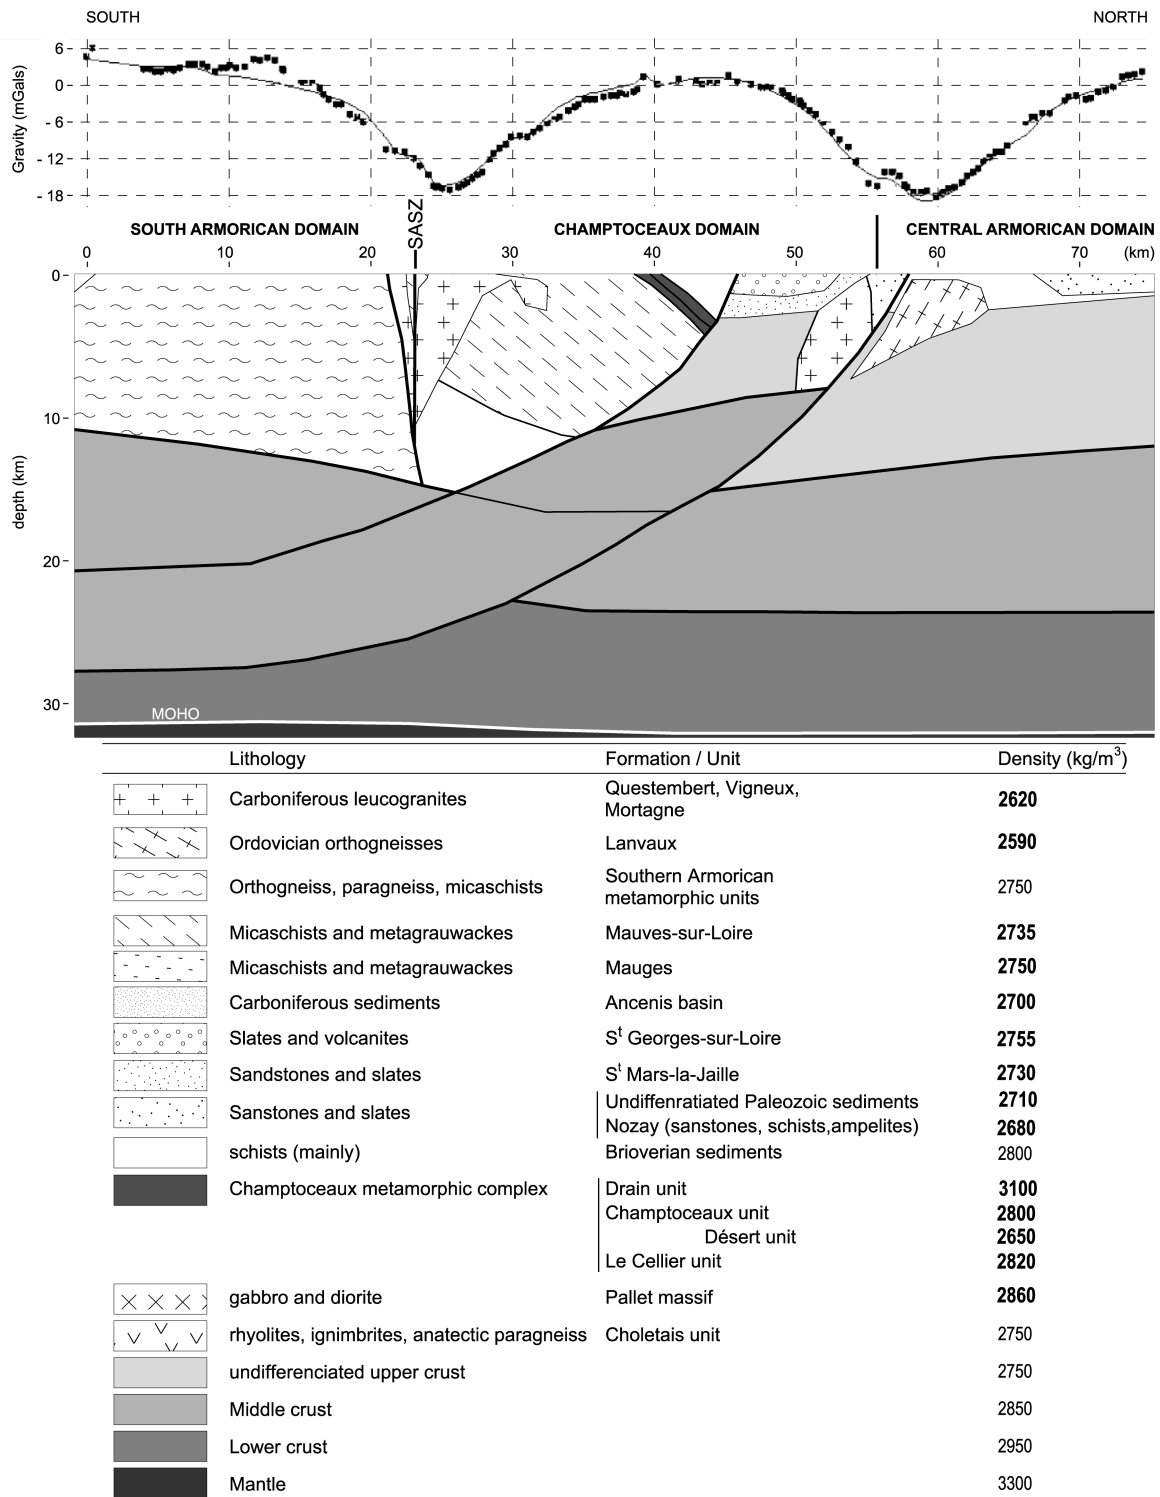 SOUTH NORTH
6
0
- 6
- 12
- 18
Gravity (mGals)
SOUTH ARMORICAN DOMAIN SASZ CHAMPTOCEAUX DOMAIN CENTRAL ARMORICAN DOMAIN
0 10 20 30 40 50 60 70 (km)
0
10
20
30
depth (km)
MOHO
Lithology Formation / Unit Density (kg/m3)
Carboniferous leucogranites Questembert, Vigneux, 2620
Mortagne
Ordovician orthogneisses Lanvaux 2590
Orthogneiss, paragneiss, micaschists Southern Armorican 2750
metamorphic units
Micaschists and metagrauwackes Mauves-sur-Loire 2735
Micaschists and metagrauwackes Mauges 2750
Carboniferous sediments Ancenis basin 2700
Slates and volcanites St Georges-sur-Loire 2755
Sandstones and slates St Mars-la-Jaille 2730
Sanstones and slates Undiffenratiated Paleozoic sediments 2710
Nozay (sanstones, schists,ampelites) 2680
schists (mainly) Brioverian sediments 2800
Champtoceaux metamorphic complex Drain unit 3100
Champtoceaux unit 2800
Désert unit 2650
Le Cellier unit 2820
gabbro and diorite Pallet massif 2860
rhyolites, ignimbrites, anatectic paragneiss Choletais unit 2750
undifferenciated upper crust 2750
Middle crust 2850
Lower crust 2950
Mantle 3300